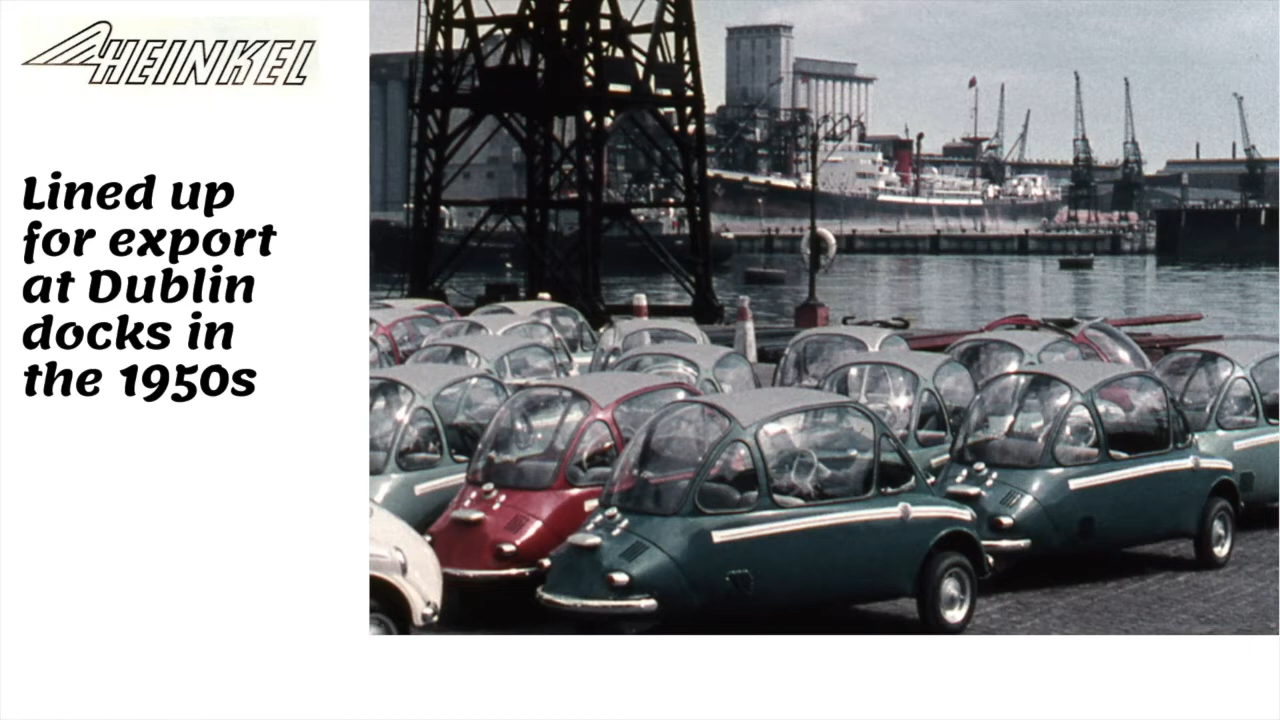 HEINKEL
Lined up
for export
at Dublin
docks in
the 1950s